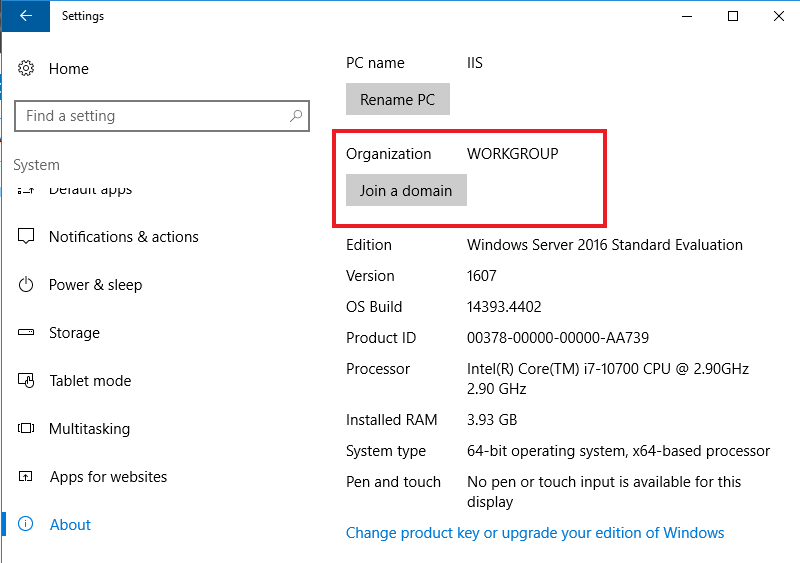 Settings
Home
Find a setting
System
Default apps
Notifications & actions
Power & sleep
Storage
Tablet mode
Multitasking
Apps for websites
About
PC name IIS
Rename PC
Organization WORKGROUP
Join a domain
Edition Windows Server 2016 Standard Evaluation
Version 1607
OS Build 14393.4402
Product ID 00378-00000-00000-AA739
Processor Intel(R) Core(TM) i7-10700 CPU @ 2.90GHz
2.90 GHz
Installed RAM 3.93 GB
System type 64-bit operating system, x64-based processor
Pen and touch No pen or touch input is available for this
display
Change product key or upgrade your edition of Windows